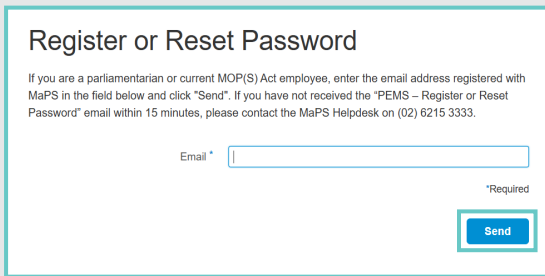 Register or Reset Password
If you are a parliamentarian or current MOP(S) Act employee, enter the email address registered with
MaPS in the field below and click "Send". If you have not received the “PEMS – Register or Reset
Password” email within 15 minutes, please contact the MaPS Helpdesk on (02) 6215 3333.
Email *
*Required
Send